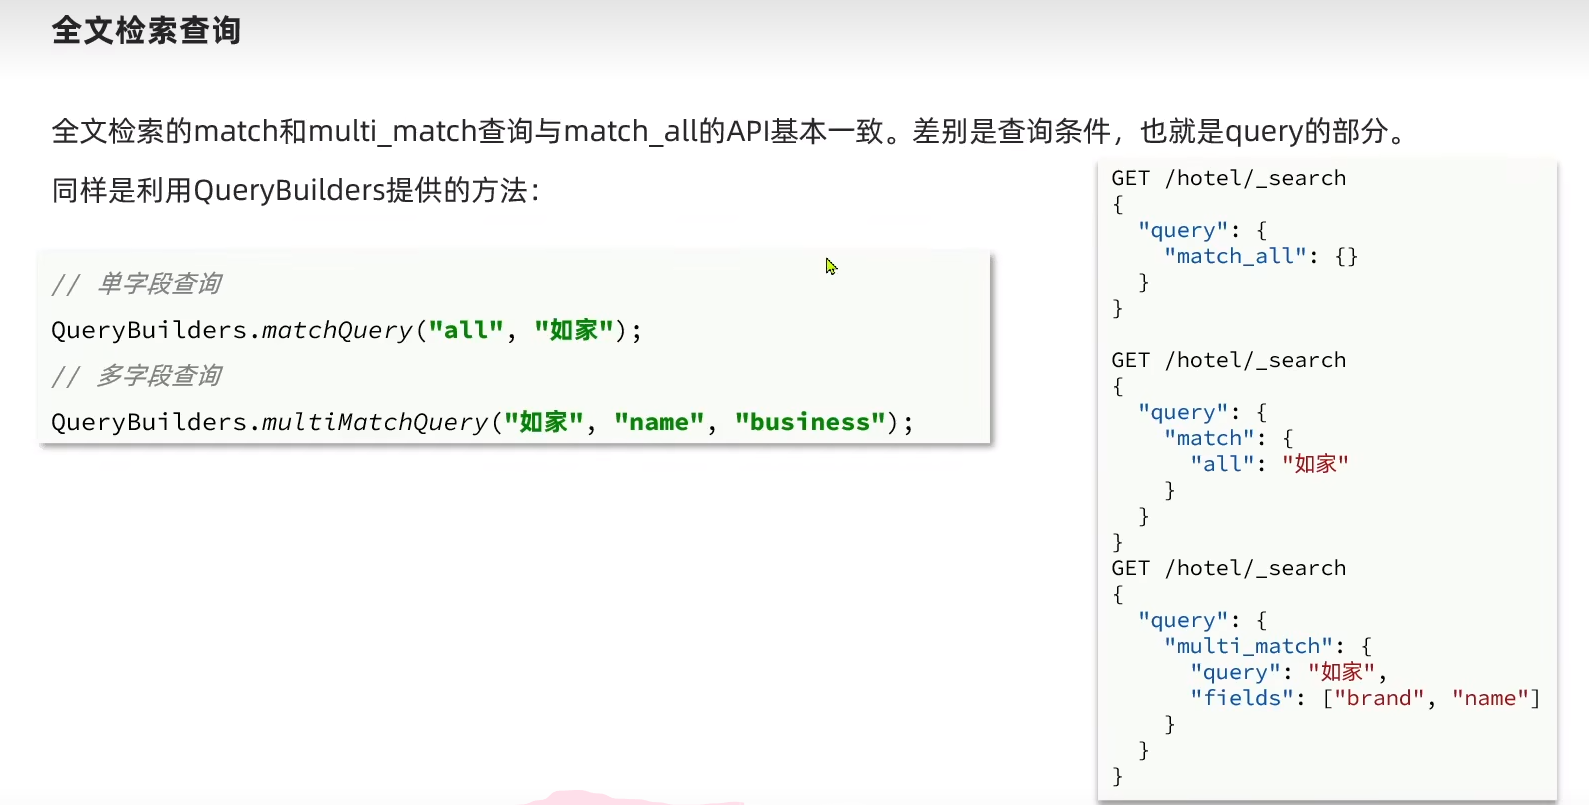 全文检索查询
全文检索的match和multi_match查询与match_all的API基本一致。差别是查询条件，也就是query的部分。
同样是利用QueryBuilders提供的方法：
// 单字段查询
QueryBuilders.matchQuery("all", "如家");
// 多字段查询
QueryBuilders.multiMatchQuery("如家", "name", "business");
GET /hotel/_search
{
  "query": {
    "match_all": {}
  }
}
GET /hotel/_search
{
  "query": {
    "match": {
      "all": "如家"
    }
  }
}
GET /hotel/_search
{
  "query": {
    "multi_match": {
      "query": "如家",
      "fields": ["brand", "name"]
    }
  }
}